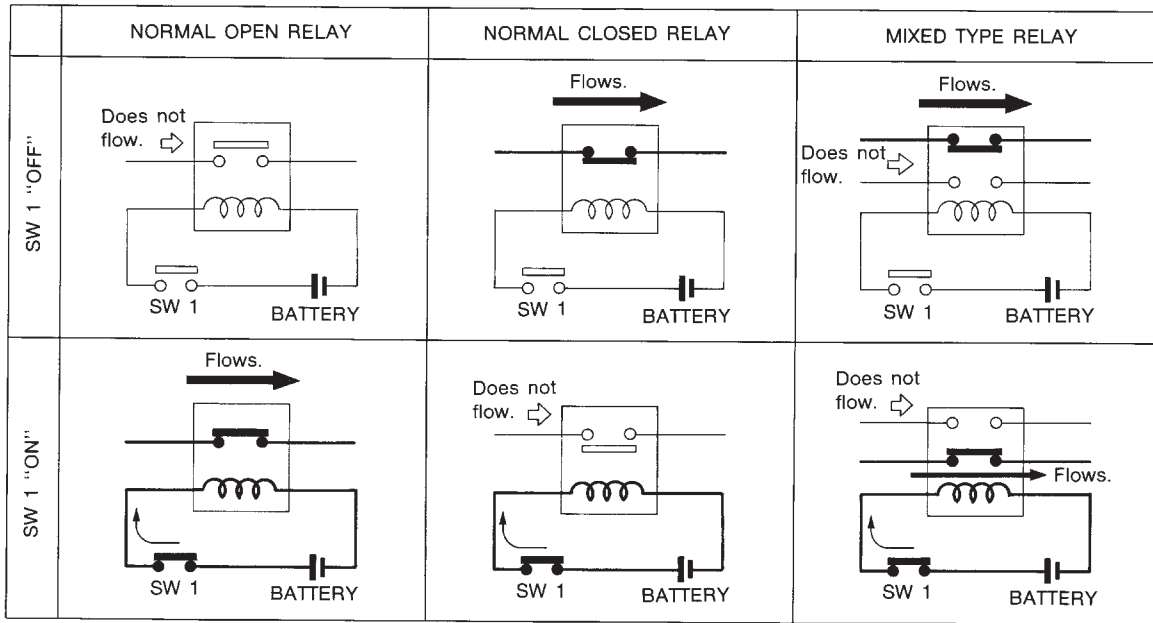 NORMAL OPEN RELAY
NORMAL CLOSED RELAY
MIXED TYPE RELAY
SW 1 "OFF"
Does not
flow.
SW 1
BATTERY
Flows.
SW 1
BATTERY
Flows.
Does not
flow.
SW 1
BATTERY
SW 1 "ON"
Flows.
SW 1
BATTERY
Does not
flow.
SW 1
BATTERY
Does not
flow.
Flows.
SW 1
BATTERY